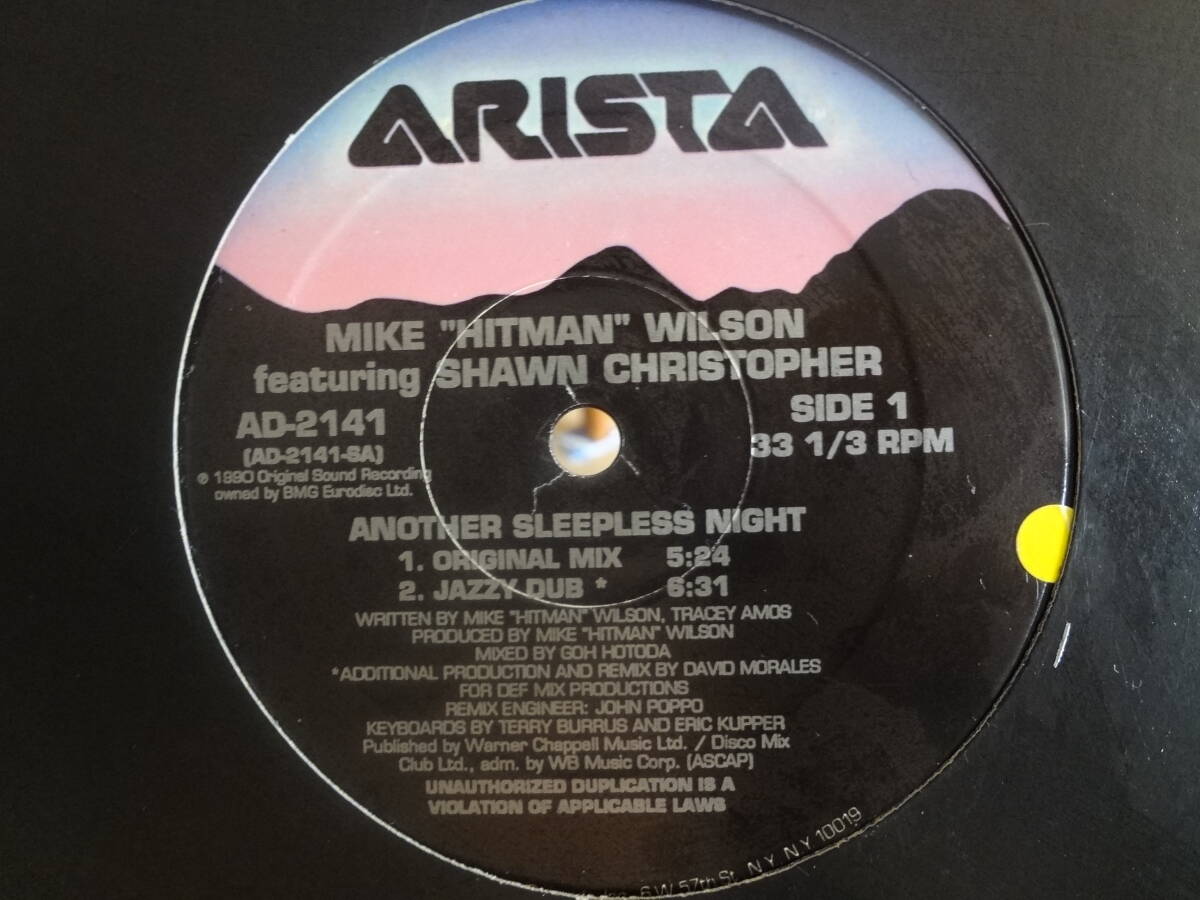 ARISTA
MIKE "HITMAN" WILSON
featuring SHAWN CHRISTOPHER
AD-2141
(AD-2141-SA)
℗ 1990 Original Sound Recording
owned by BMG Eurodisc Ltd.
SIDE 1
33 1/3 RPM
ANOTHER SLEEPLESS NIGHT
1. ORIGINAL MIX 5:24
2. JAZZY DUB * 6:31
WRITTEN BY MIKE "HITMAN" WILSON, TRACEY AMOS
PRODUCED BY MIKE "HITMAN" WILSON
MIXED BY GOH HOTODA
*ADDITIONAL PRODUCTION AND REMIX BY DAVID MORALES
FOR DEF MIX PRODUCTIONS
REMIX ENGINEER: JOHN POPPO
KEYBOARDS BY TERRY BURRUS AND ERIC KUPPER
Published by Warner Chappell Music Ltd. / Disco Mix
Club Ltd., adm. by WB Music Corp. (ASCAP)
UNAUTHORIZED DUPLICATION IS A
VIOLATION OF APPLICABLE LAWS
6 W 57th St, N Y N Y 10019